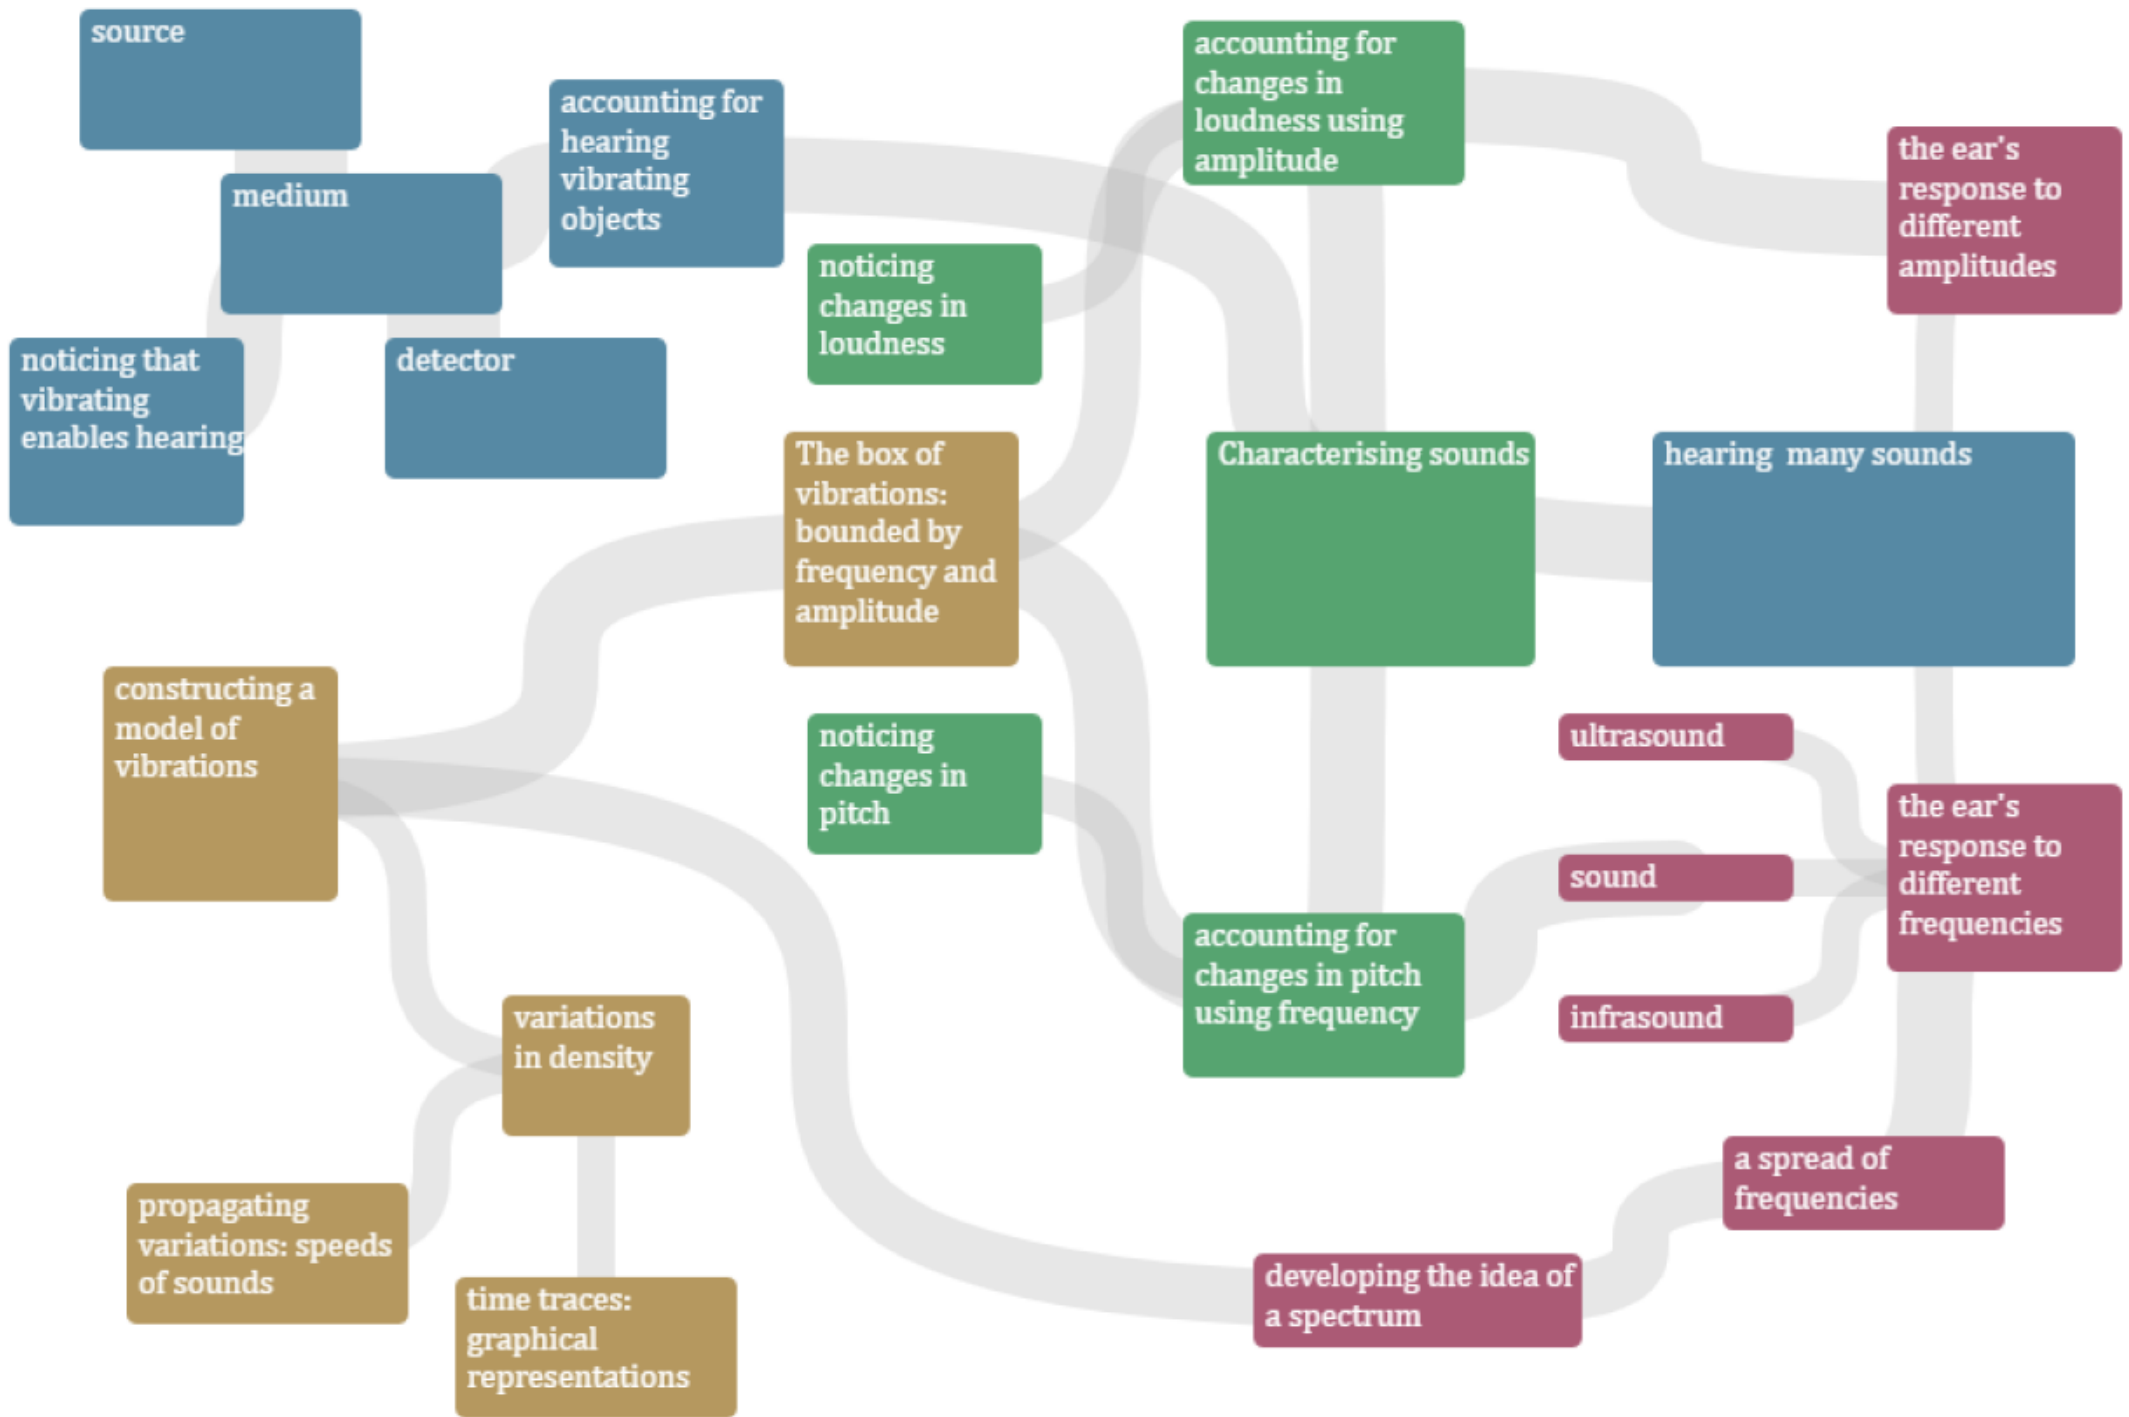 source
accounting for
hearing
vibrating
objects
medium
noticing that
vibrating
enables hearing
detector
accounting for
changes in
loudness using
amplitude
noticing
changes in
loudness
the ear's
response to
different
amplitudes
The box of
vibrations:
bounded by
frequency and
amplitude
Characterising sounds
hearing  many sounds
constructing a
model of
vibrations
noticing
changes in
pitch
ultrasound
sound
infrasound
the ear's
response to
different
frequencies
accounting for
changes in pitch
using frequency
variations
in density
propagating
variations: speeds
of sounds
time traces:
graphical
representations
a spread of
frequencies
developing the idea of
a spectrum